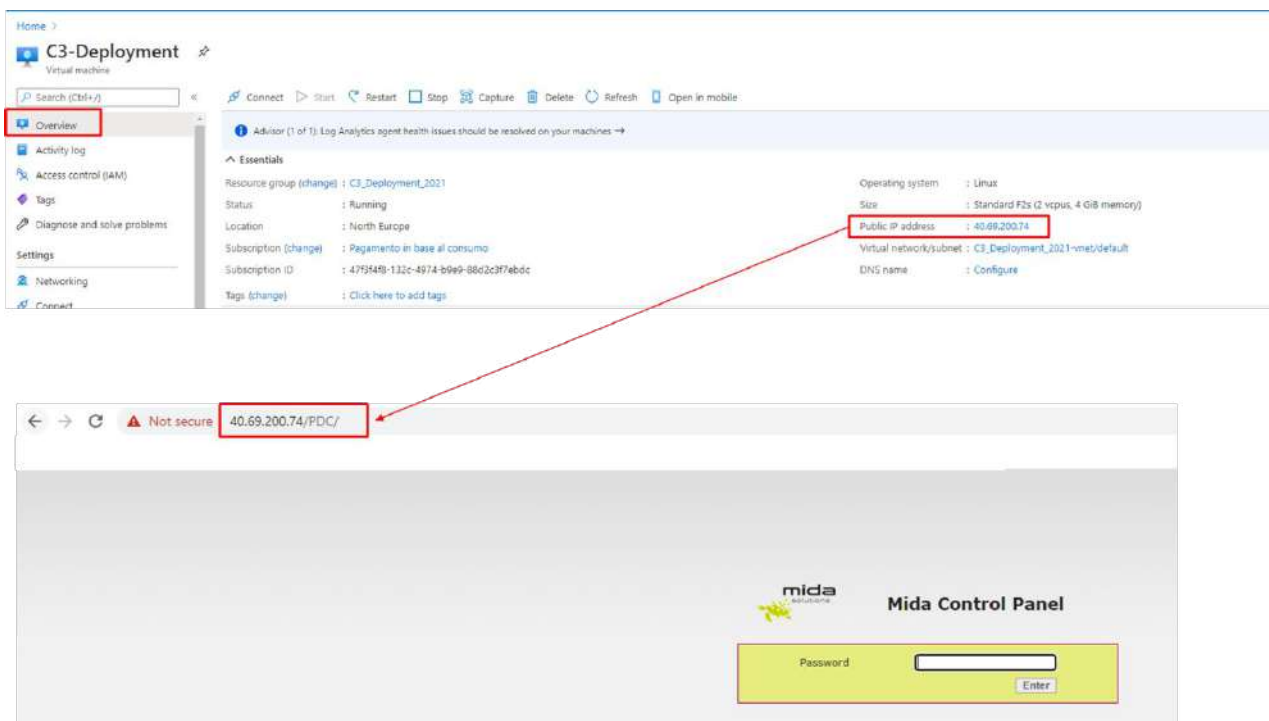 Home >
C3-Deployment
Virtual machine
Search (Ctrl+/)
«
Connect Start Restart Stop Capture Delete Refresh Open in mobile
Overview
Activity log
Access control (IAM)
Tags
Diagnose and solve problems
Settings
Networking
Connect
Advisor (1 of 1): Log Analytics agent health issues should be resolved on your machines →
Essentials
Resource group (change) : C3_Deployment_2021
Status : Running
Location : North Europe
Subscription (change) : Pagamento in base al consumo
Subscription ID : 47f3f4f8-132c-4974-b9e9-88d2c3f7ebdc
Tags (change) : Click here to add tags
Operating system : Linux
Size : Standard F2s (2 vcpus, 4 GiB memory)
Public IP address : 40.69.200.74
Virtual network/subnet : C3_Deployment_2021-vnet/default
DNS name : Configure
Not secure 40.69.200.74/PDC/
mida
solutions
Mida Control Panel
Password
Enter